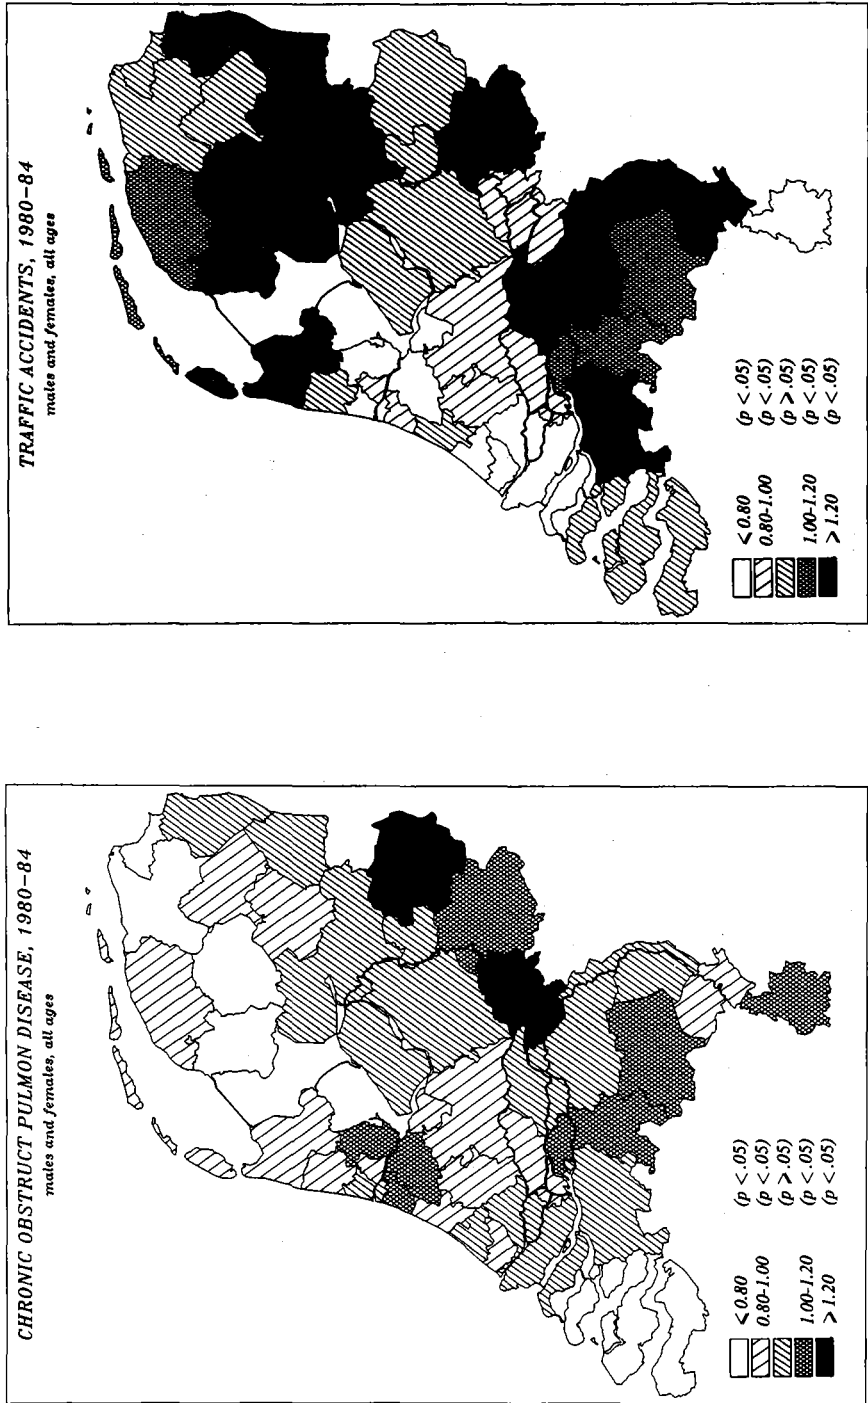 TRAFFIC ACCIDENTS, 1980-84
males and females, all ages
< 0.80 (p < .05)
0.80-1.00 (p < .05)
(p > .05)
1.00-1.20 (p < .05)
> 1.20 (p < .05)
CHRONIC OBSTRUCT PULMON DISEASE, 1980-84
males and females, all ages
< 0.80 (p < .05)
0.80-1.00 (p < .05)
(p > .05)
1.00-1.20 (p < .05)
> 1.20 (p < .05)